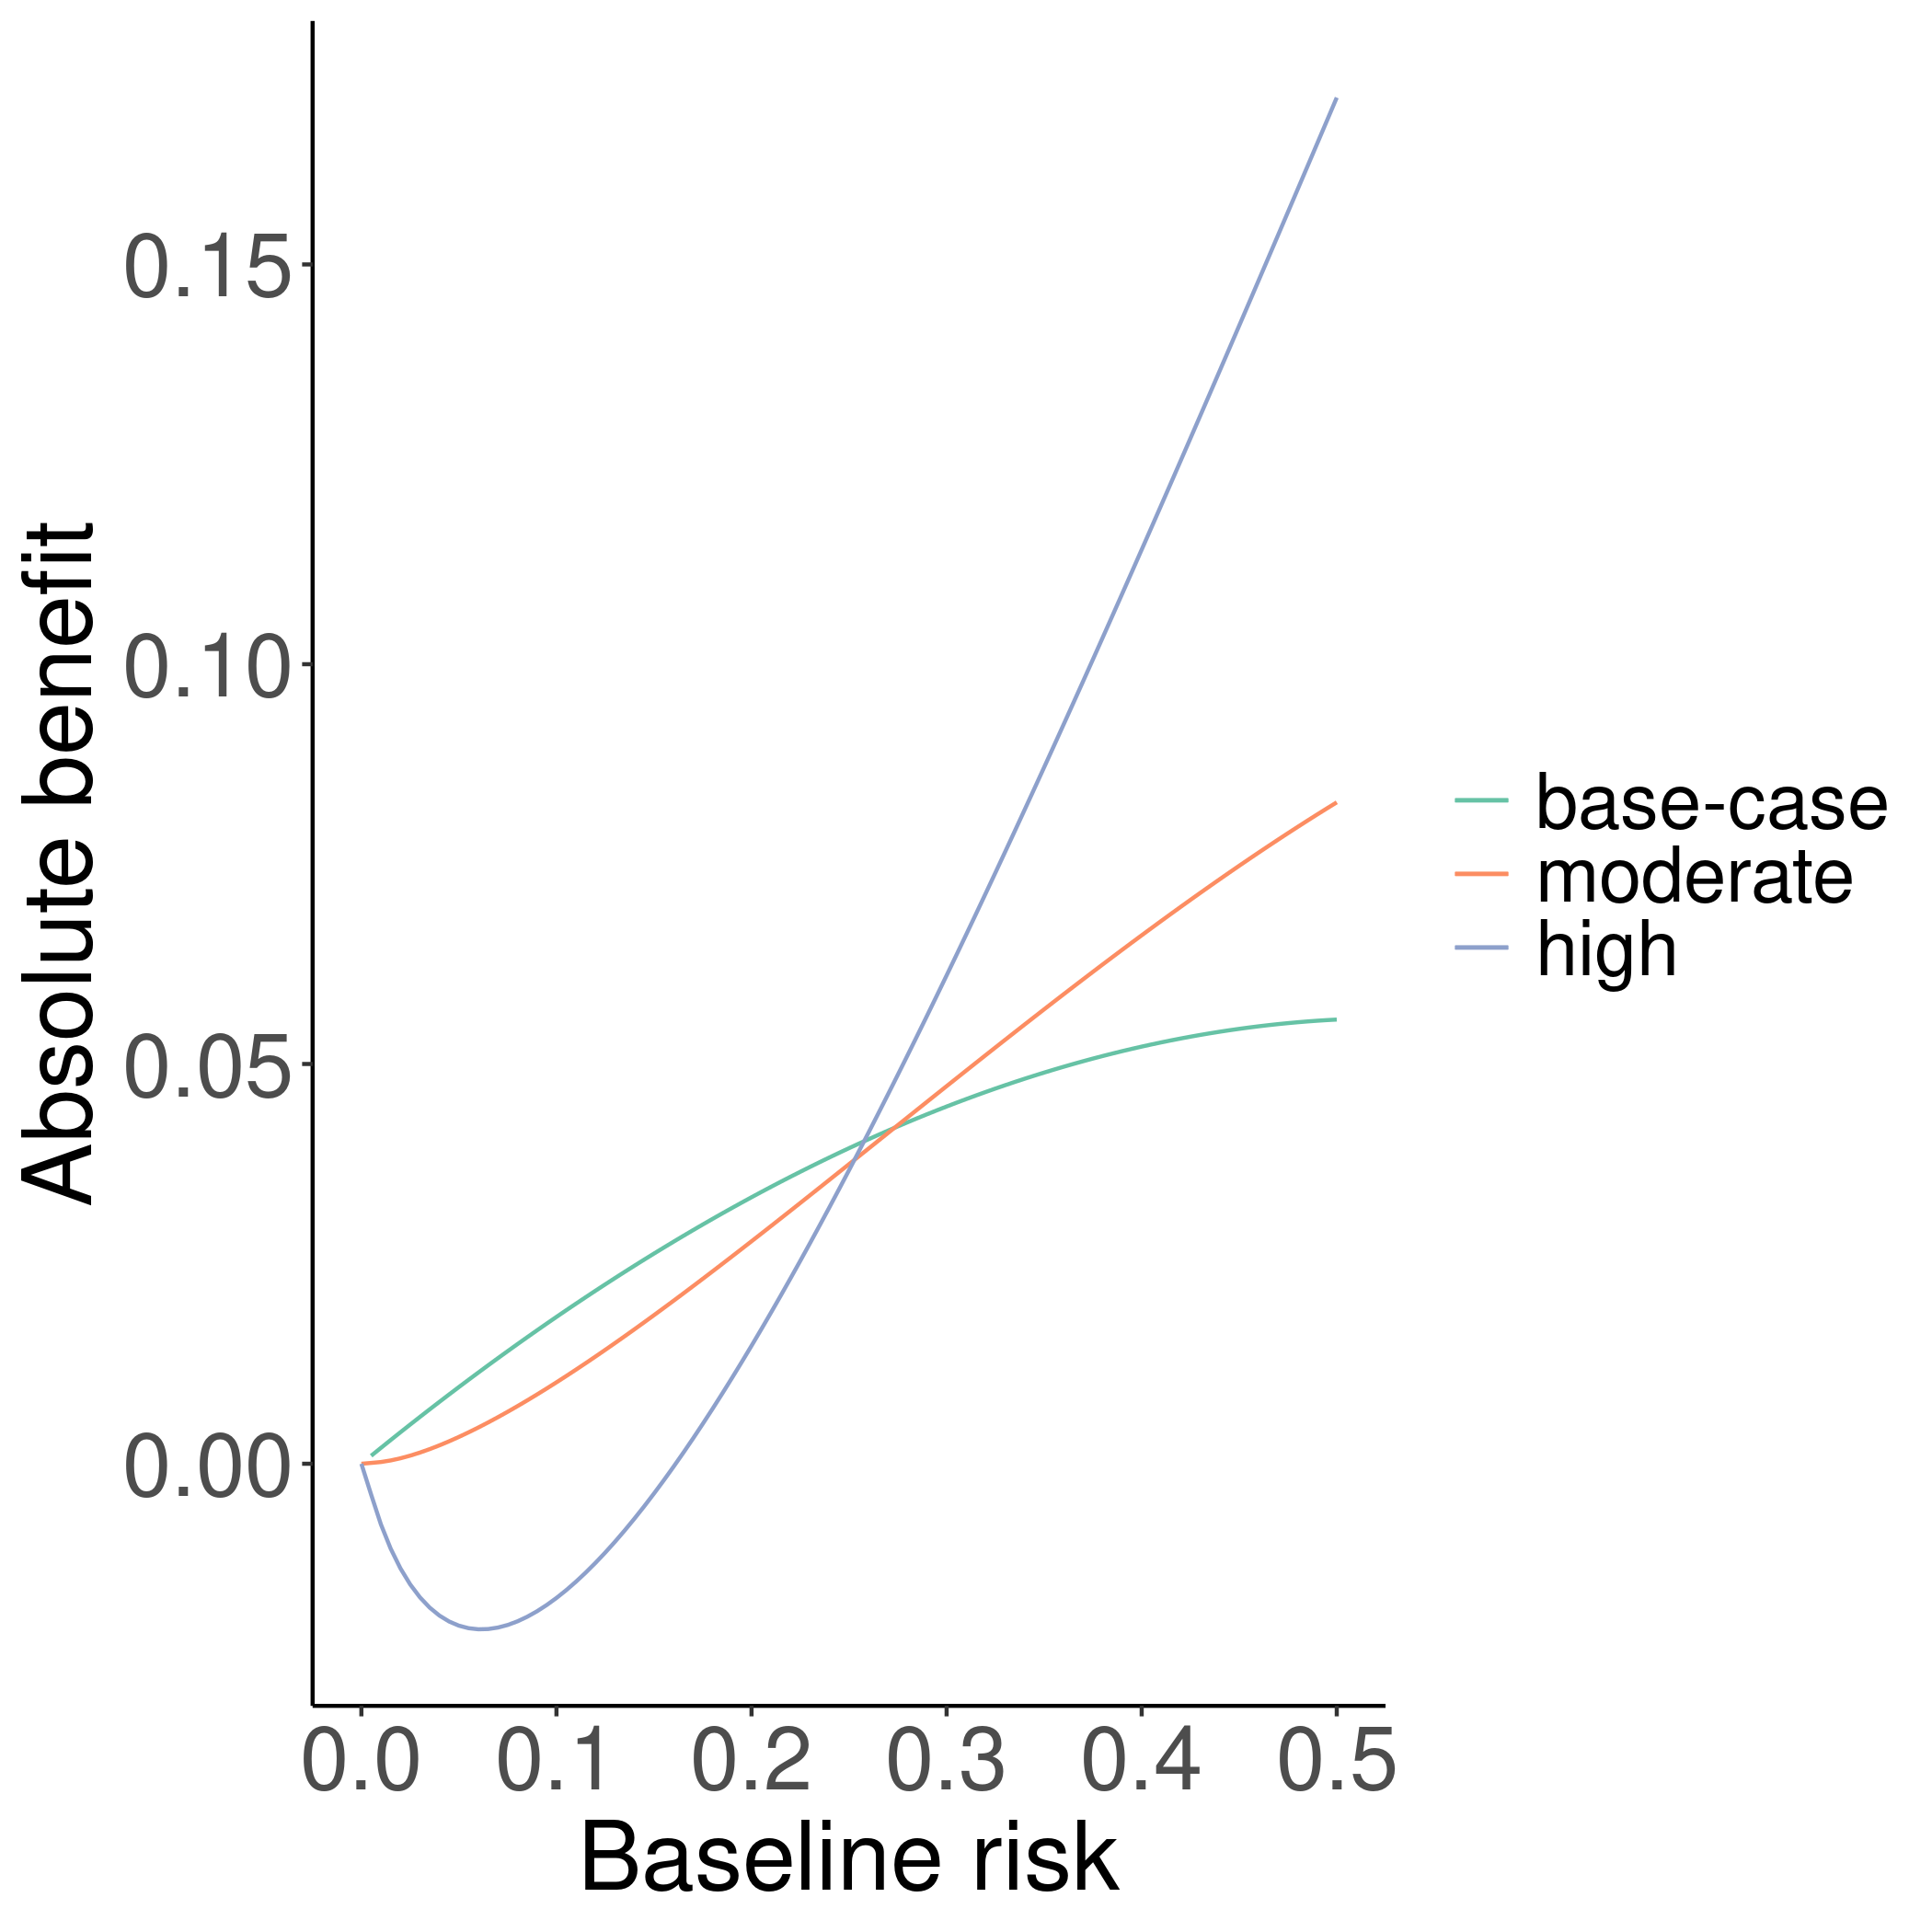 Absolute benefit
0.15
0.10
0.05
0.00
0.0 0.1 0.2 0.3 0.4 0.5
Baseline risk
base-case
moderate
high